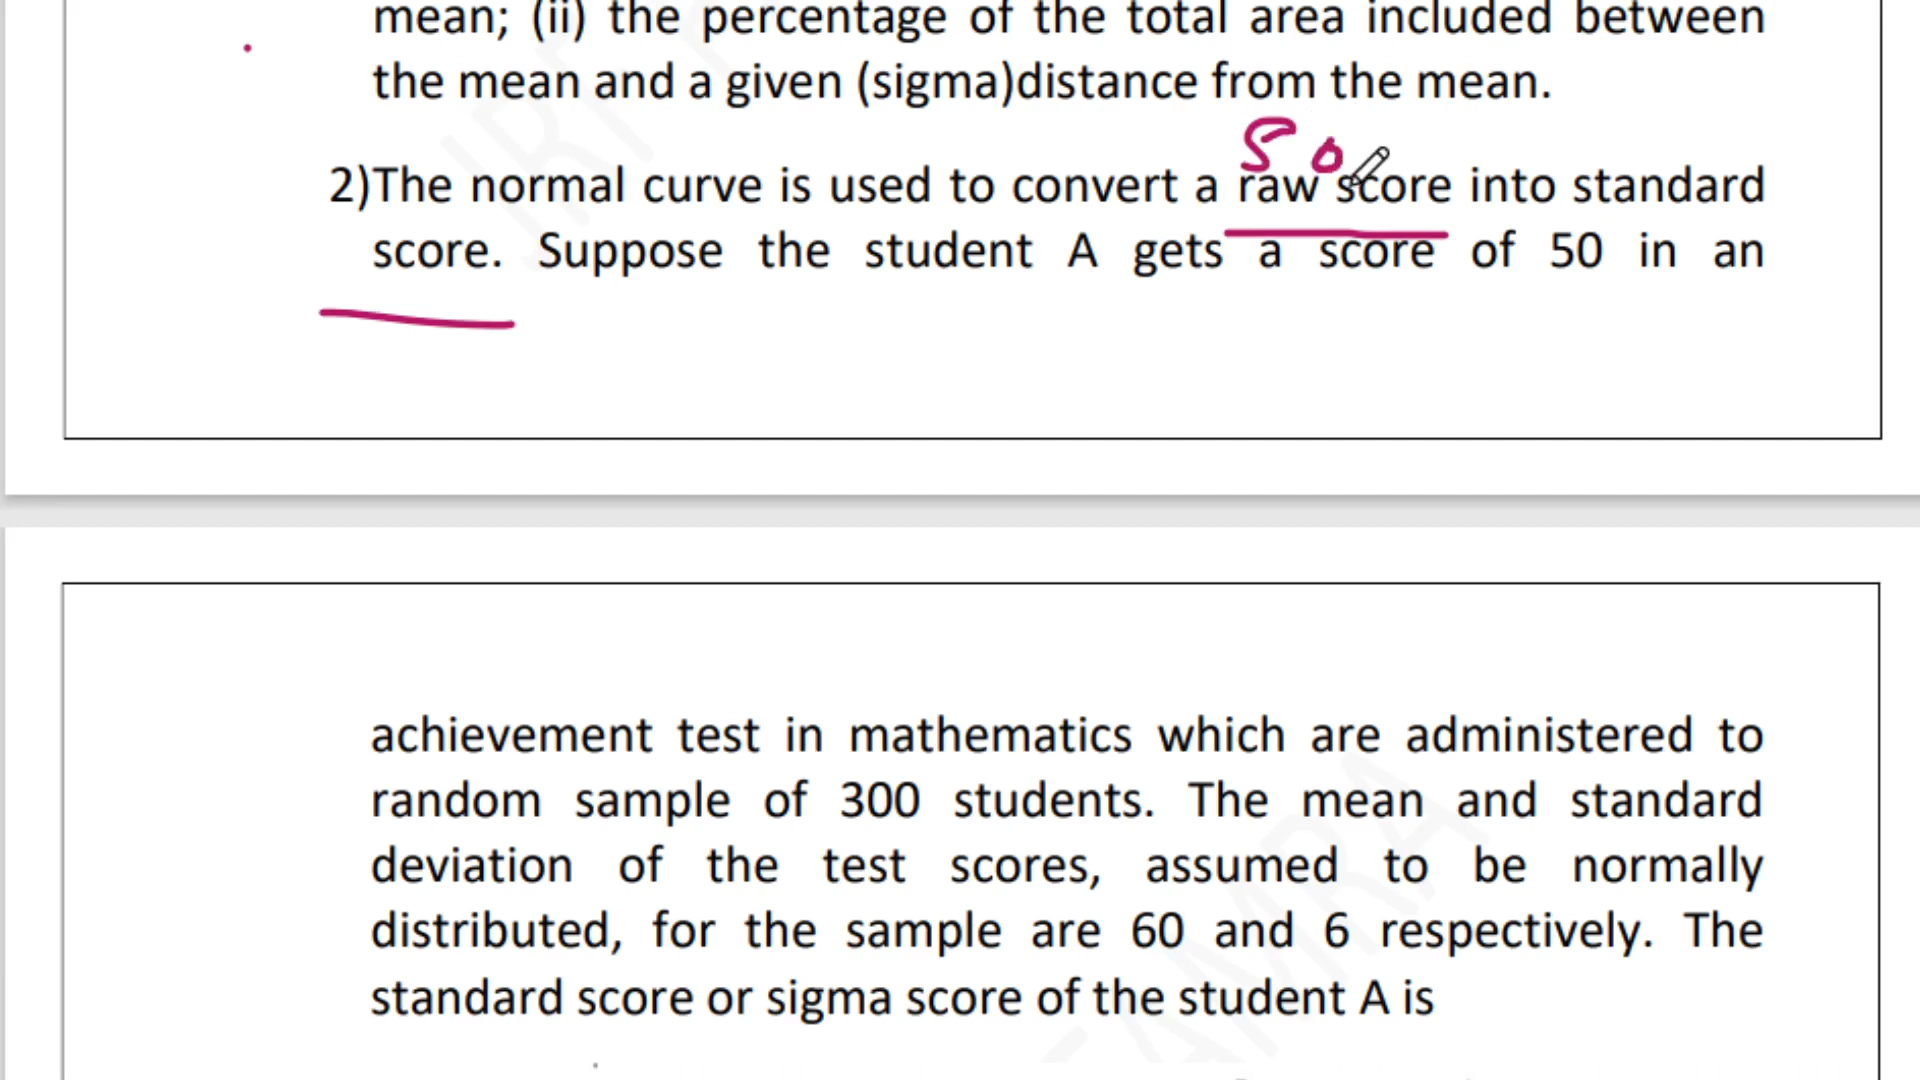 mean; (ii) the percentage of the total area included between
the mean and a given (sigma)distance from the mean.
50
2)The normal curve is used to convert a raw score into standard
score. Suppose the student A gets a score of 50 in an
achievement test in mathematics which are administered to
random sample of 300 students. The mean and standard
deviation of the test scores, assumed to be normally
distributed, for the sample are 60 and 6 respectively. The
standard score or sigma score of the student A is